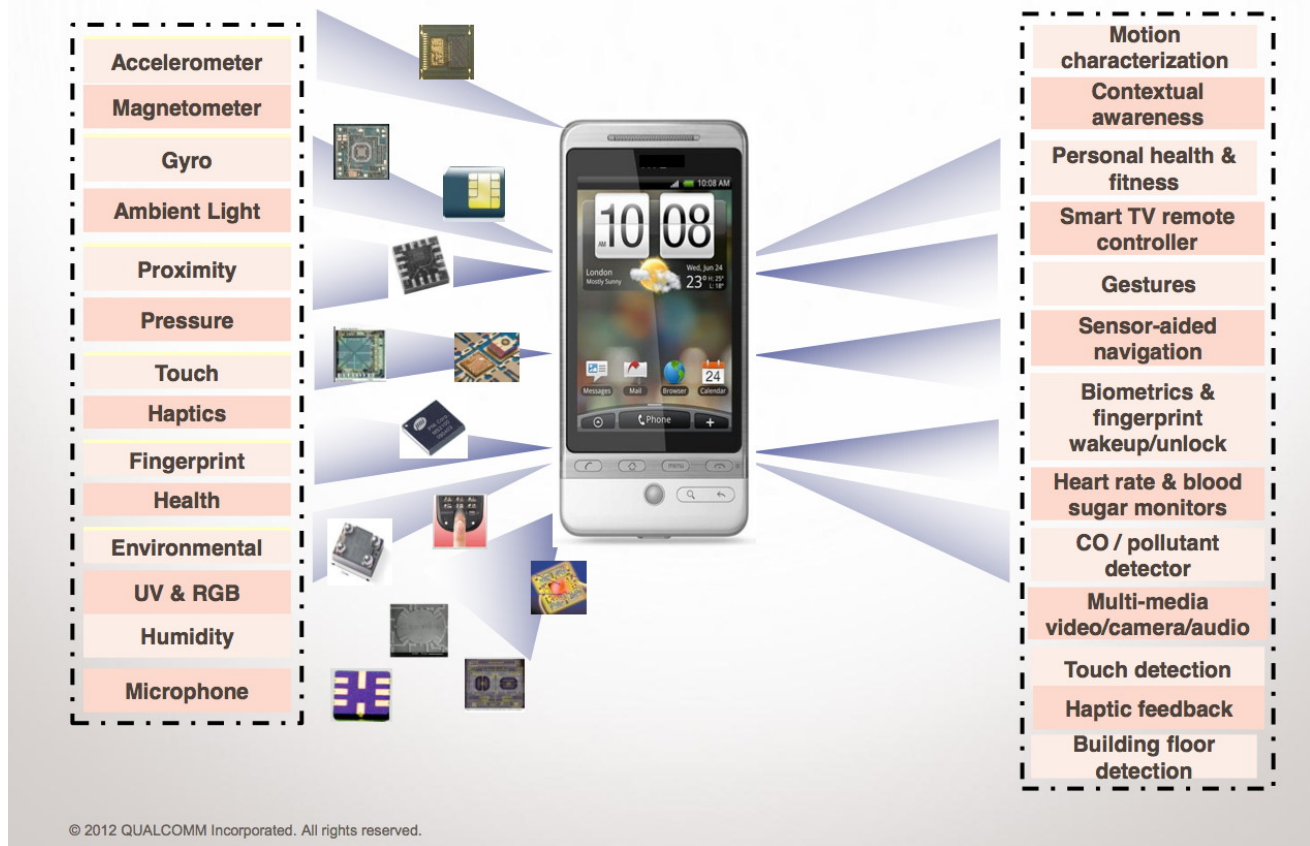 Accelerometer
Magnetometer
Gyro
Ambient Light
Proximity
Pressure
Touch
Haptics
Fingerprint
Health
Environmental
UV & RGB
Humidity
Microphone
10:08 AM
10 08
AM
London
Mostly Sunny
Wed, Jun 24
23° H: 25°
L: 18°
24
Messages
Mail
Browser
Calendar
Phone
menu
Motion
characterization
Contextual
awareness
Personal health &
fitness
Smart TV remote
controller
Gestures
Sensor-aided
navigation
Biometrics &
fingerprint
wakeup/unlock
Heart rate & blood
sugar monitors
CO / pollutant
detector
Multi-media
video/camera/audio
Touch detection
Haptic feedback
Building floor
detection
© 2012 QUALCOMM Incorporated. All rights reserved.